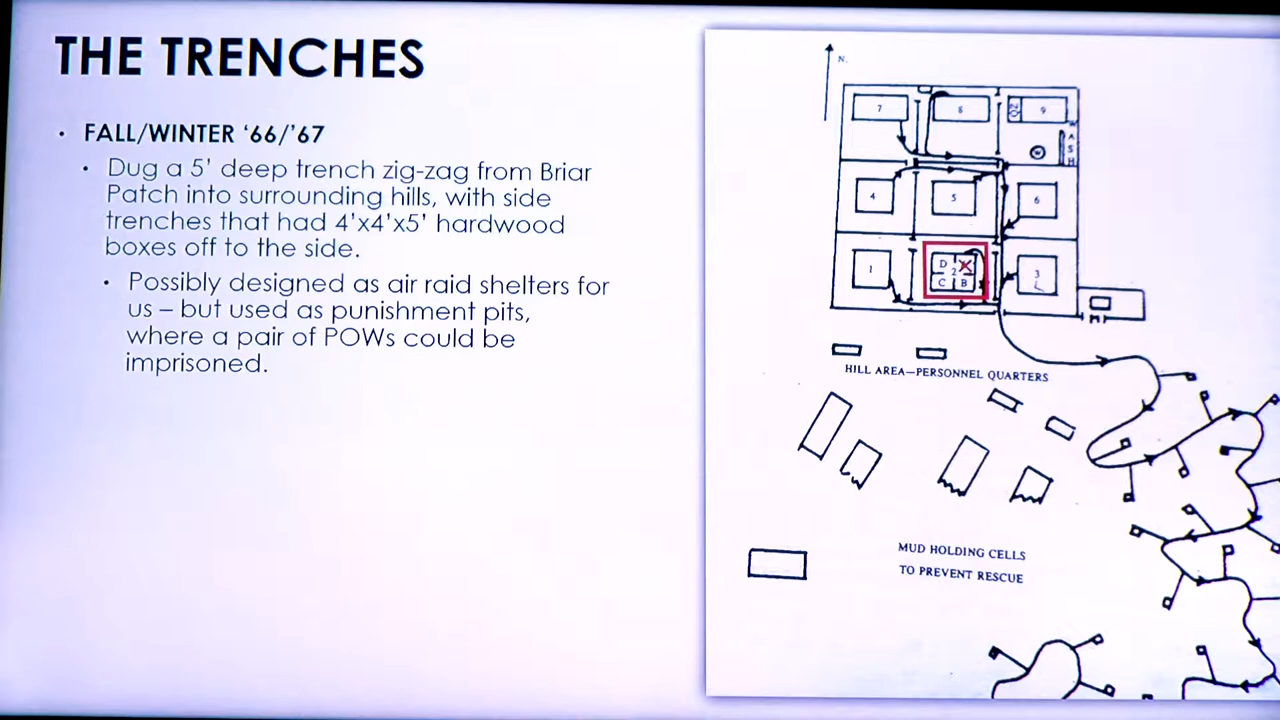 THE TRENCHES
• FALL/WINTER ‘66/’67
• Dug a 5’ deep trench zig-zag from Briar
Patch into surrounding hills, with side
trenches that had 4’x4’x5’ hardwood
boxes off to the side.
• Possibly designed as air raid shelters for
us – but used as punishment pits,
where a pair of POWs could be
imprisoned.
N.
7
8
9
WASH
4
5
6
1
D
2
C
B
3
HILL AREA—PERSONNEL QUARTERS
MUD HOLDING CELLS
TO PREVENT RESCUE